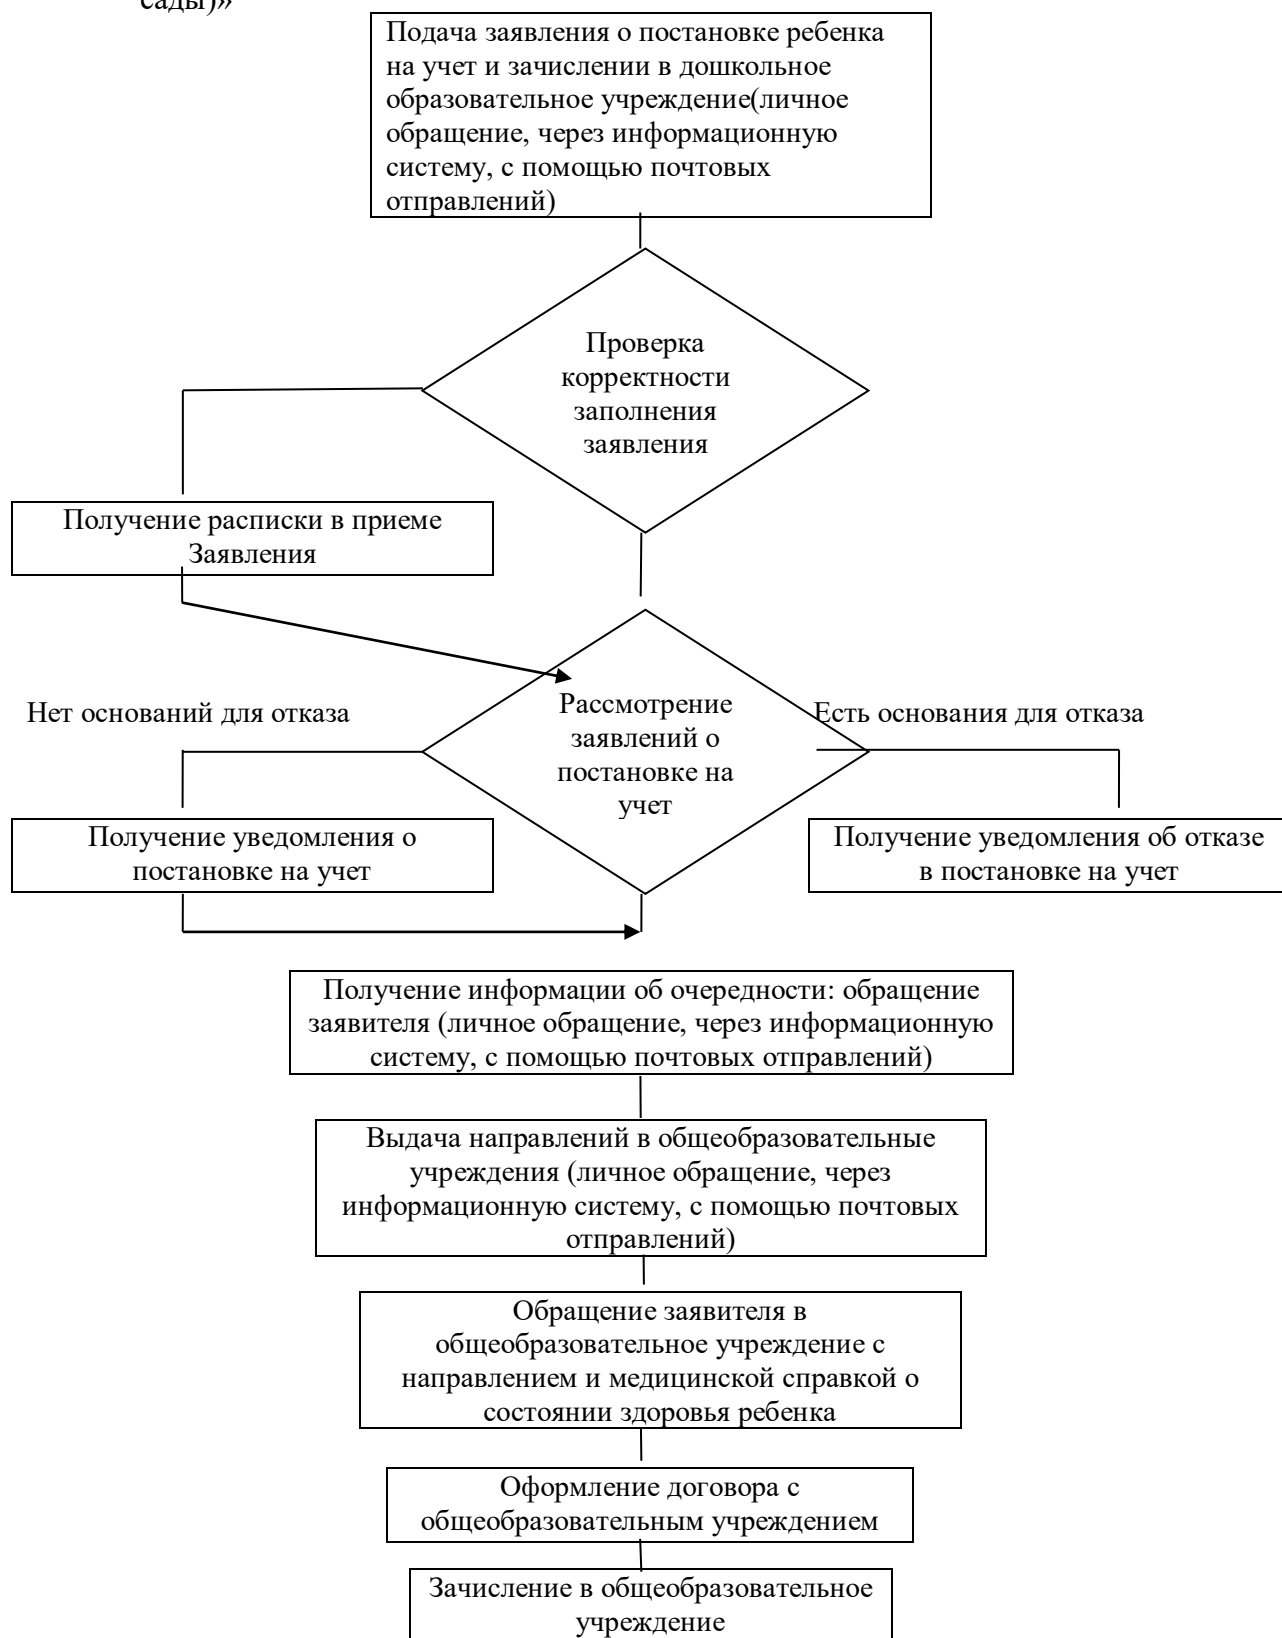 сады)»
Подача заявления о постановке ребенка
на учет и зачислении в дошкольное
образовательное учреждение(личное
обращение, через информационную
систему, с помощью почтовых
отправлений)
Проверка
корректности
заполнения
заявления
Получение расписки в приеме
Заявления
Нет оснований для отказа
Рассмотрение
заявлений о
постановке на
учет
Есть основания для отказа
Получение уведомления о
постановке на учет
Получение уведомления об отказе
в постановке на учет
Получение информации об очередности: обращение
заявителя (личное обращение, через информационную
систему, с помощью почтовых отправлений)
Выдача направлений в общеобразовательные
учреждения (личное обращение, через
информационную систему, с помощью почтовых
отправлений)
Обращение заявителя в
общеобразовательное учреждение с
направлением и медицинской справкой о
состоянии здоровья ребенка
Оформление договора с
общеобразовательным учреждением
Зачисление в общеобразовательное
учреждение